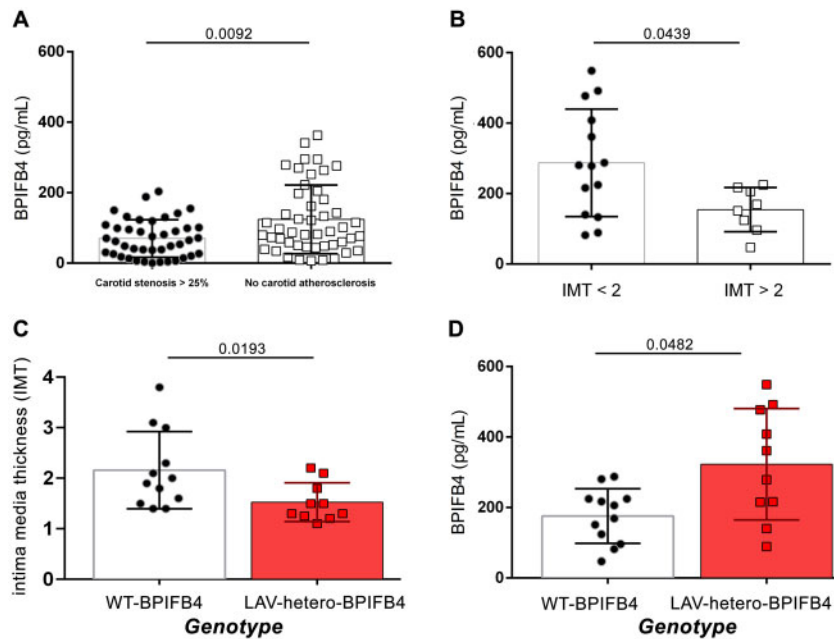 A
0.0092
600
400
200
0
BPIFB4 (pg/mL)
Carotid stenosis > 25%
No carotid atherosclerosis
B
0.0439
600
400
200
0
BPIFB4 (pg/mL)
IMT < 2
IMT > 2
C
0.0193
4
3
2
1
0
intima media thickness (IMT)
WT-BPIFB4
LAV-hetero-BPIFB4
Genotype
D
0.0482
600
400
200
0
BPIFB4 (pg/mL)
WT-BPIFB4
LAV-hetero-BPIFB4
Genotype